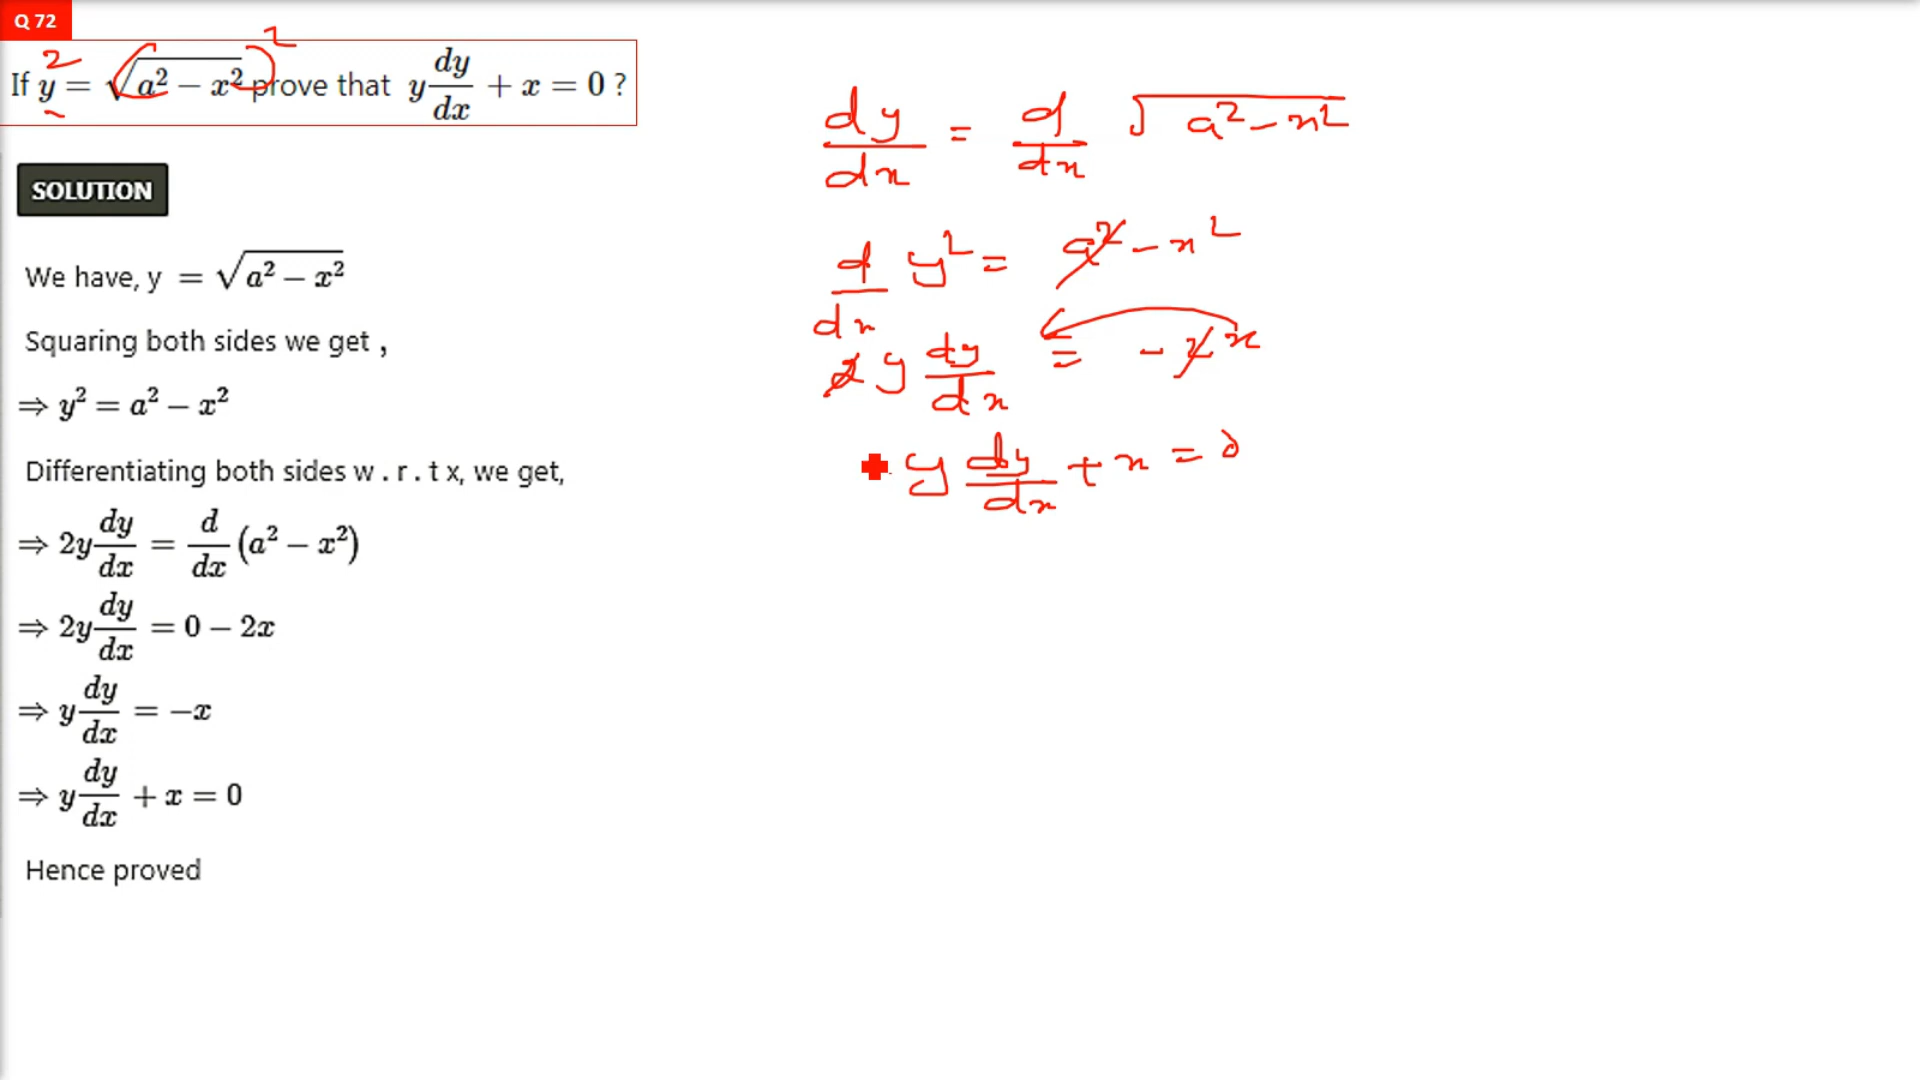 Q 72
If y² = √(a² − x²) ² prove that y dy/dx + x = 0 ?
SOLUTION
We have, y = √(a² − x²)
Squaring both sides we get ,
⇒ y² = a² − x²
Differentiating both sides w . r . t x, we get,
⇒ 2y dy/dx = d/dx (a² − x²)
⇒ 2y dy/dx = 0 − 2x
⇒ y dy/dx = −x
⇒ y dy/dx + x = 0
Hence proved
dy/dx = d/dx √(a² − x²)
d/dx y² = a² − x²
2y dy/dx = −2x
y dy/dx + x = 0